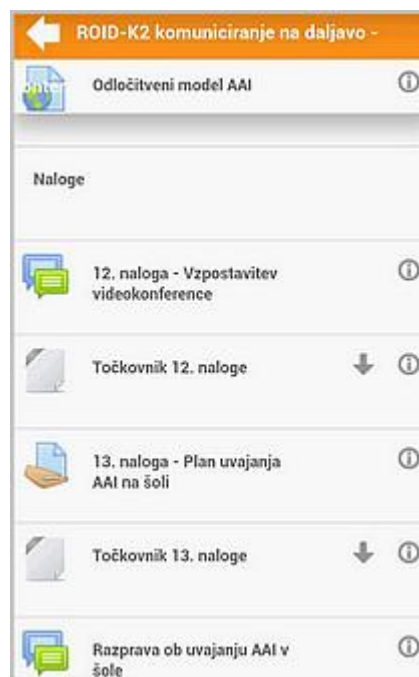 ROID-K2 komuniciranje na daljavo -
Odločitveni model AAI
Naloge
12. naloga - Vzpostavitev
videokonference
Točkovnik 12. naloge
13. naloga - Plan uvajanja
AAI na šoli
Točkovnik 13. naloge
Razprava ob uvajanju AAI v
šole